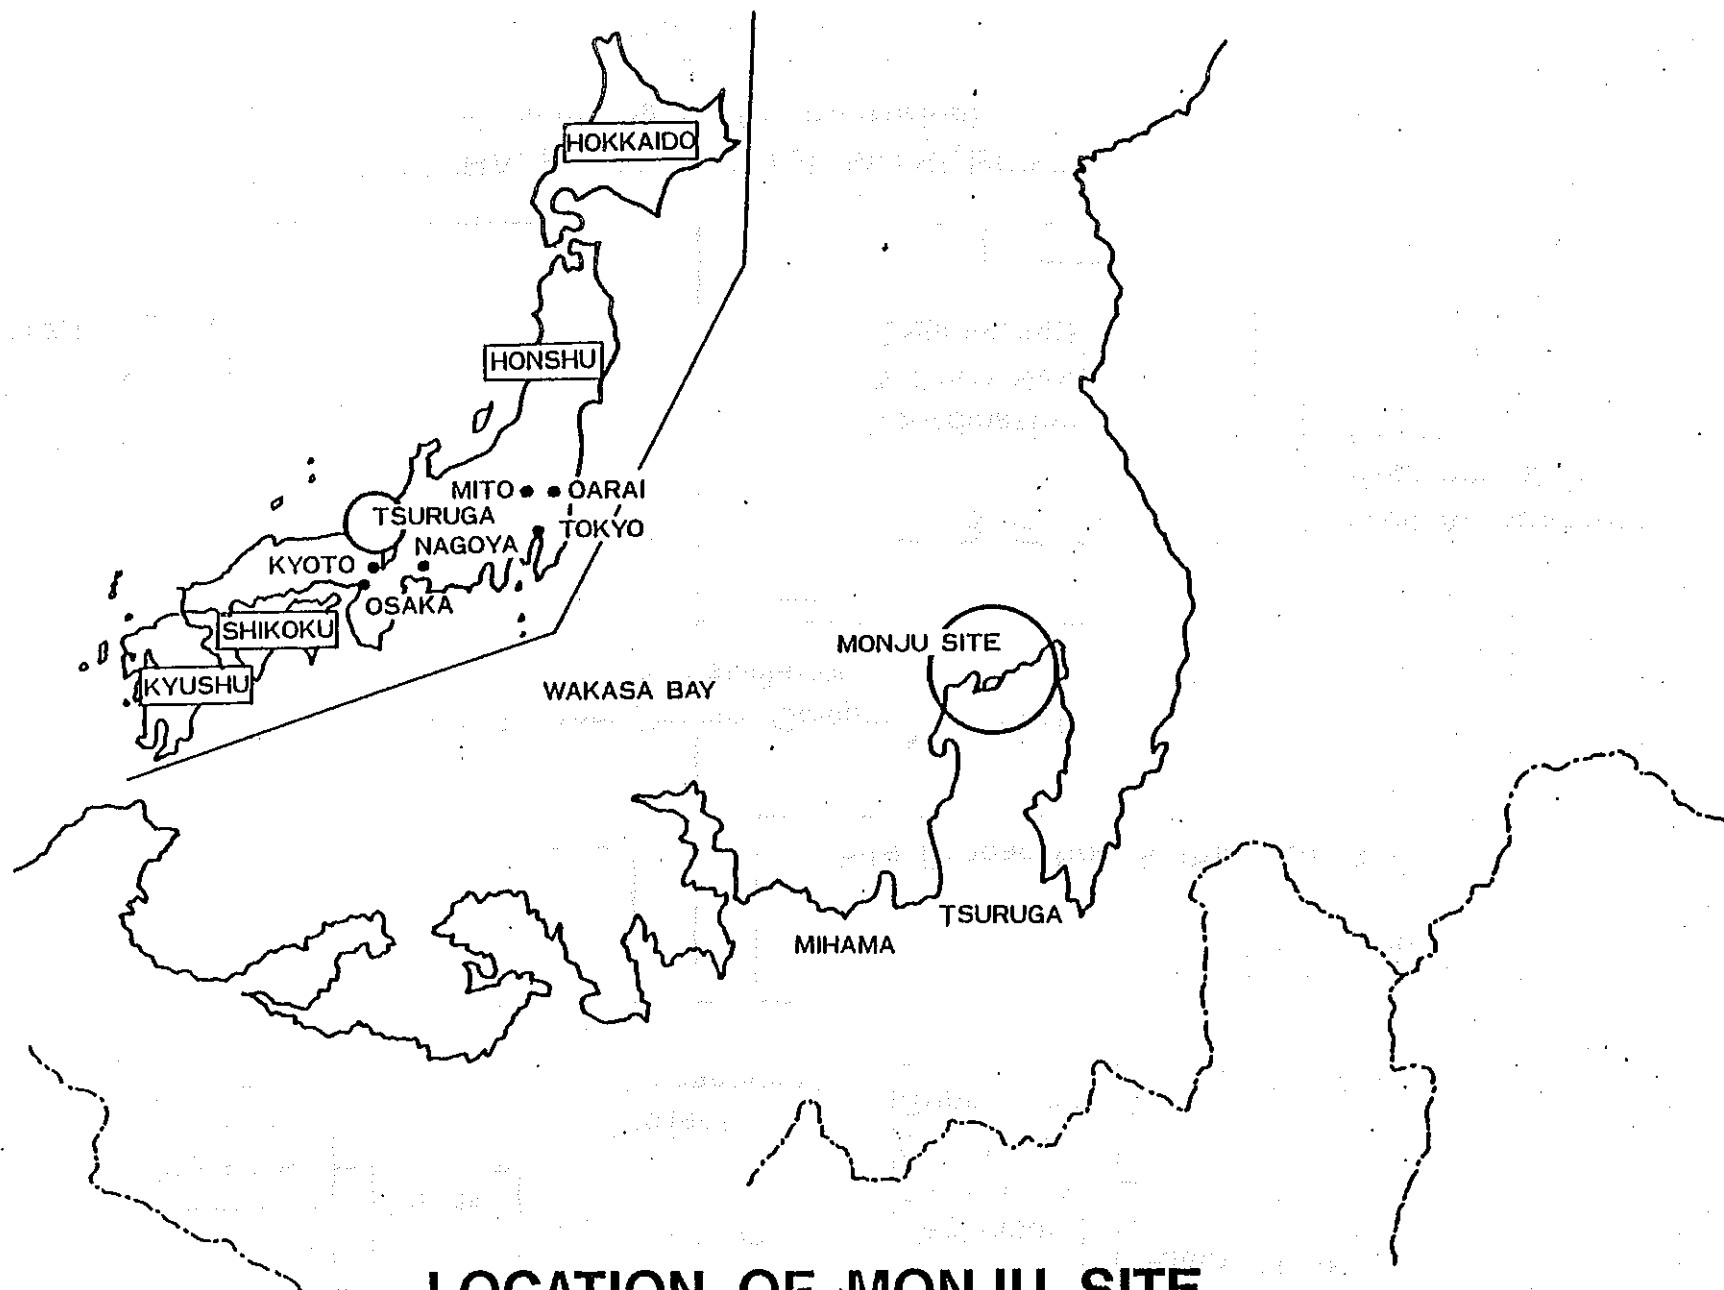 HOKKAIDO
HONSHU
MITO
OARAI
TSURUGA
TOKYO
NAGOYA
KYOTO
OSAKA
SHIKOKU
KYUSHU
MONJU SITE
WAKASA BAY
TSURUGA
MIHAMA
LOCATION OF MONJU SITE